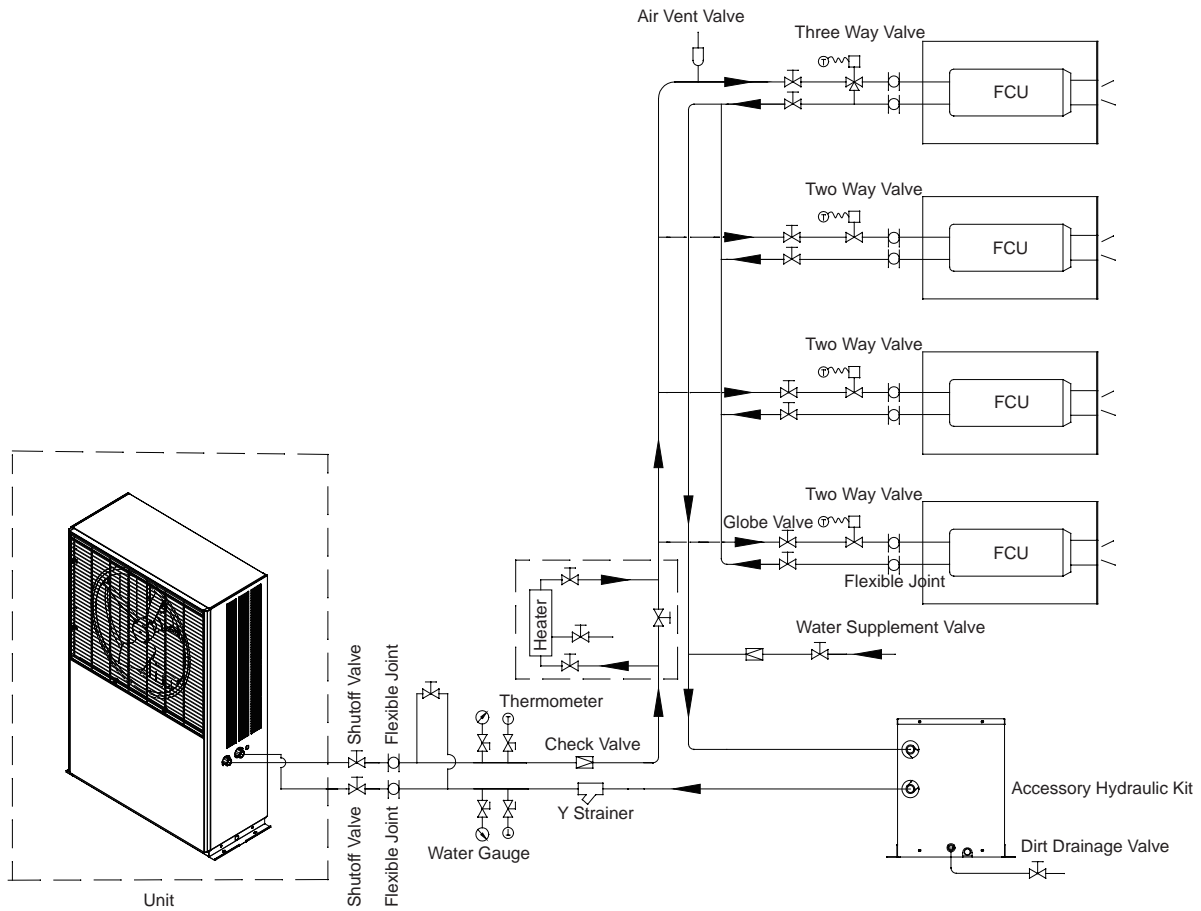 Air Vent Valve
Three Way Valve
T
FCU
Two Way Valve
T
FCU
Two Way Valve
T
FCU
Two Way Valve
Globe Valve
T
FCU
Flexible Joint
Heater
Water Supplement Valve
Shutoff Valve
Flexible Joint
Thermometer
T
Check Valve
Accessory Hydraulic Kit
Y Strainer
Shutoff Valve
Flexible Joint
Water Gauge
Dirt Drainage Valve
Unit